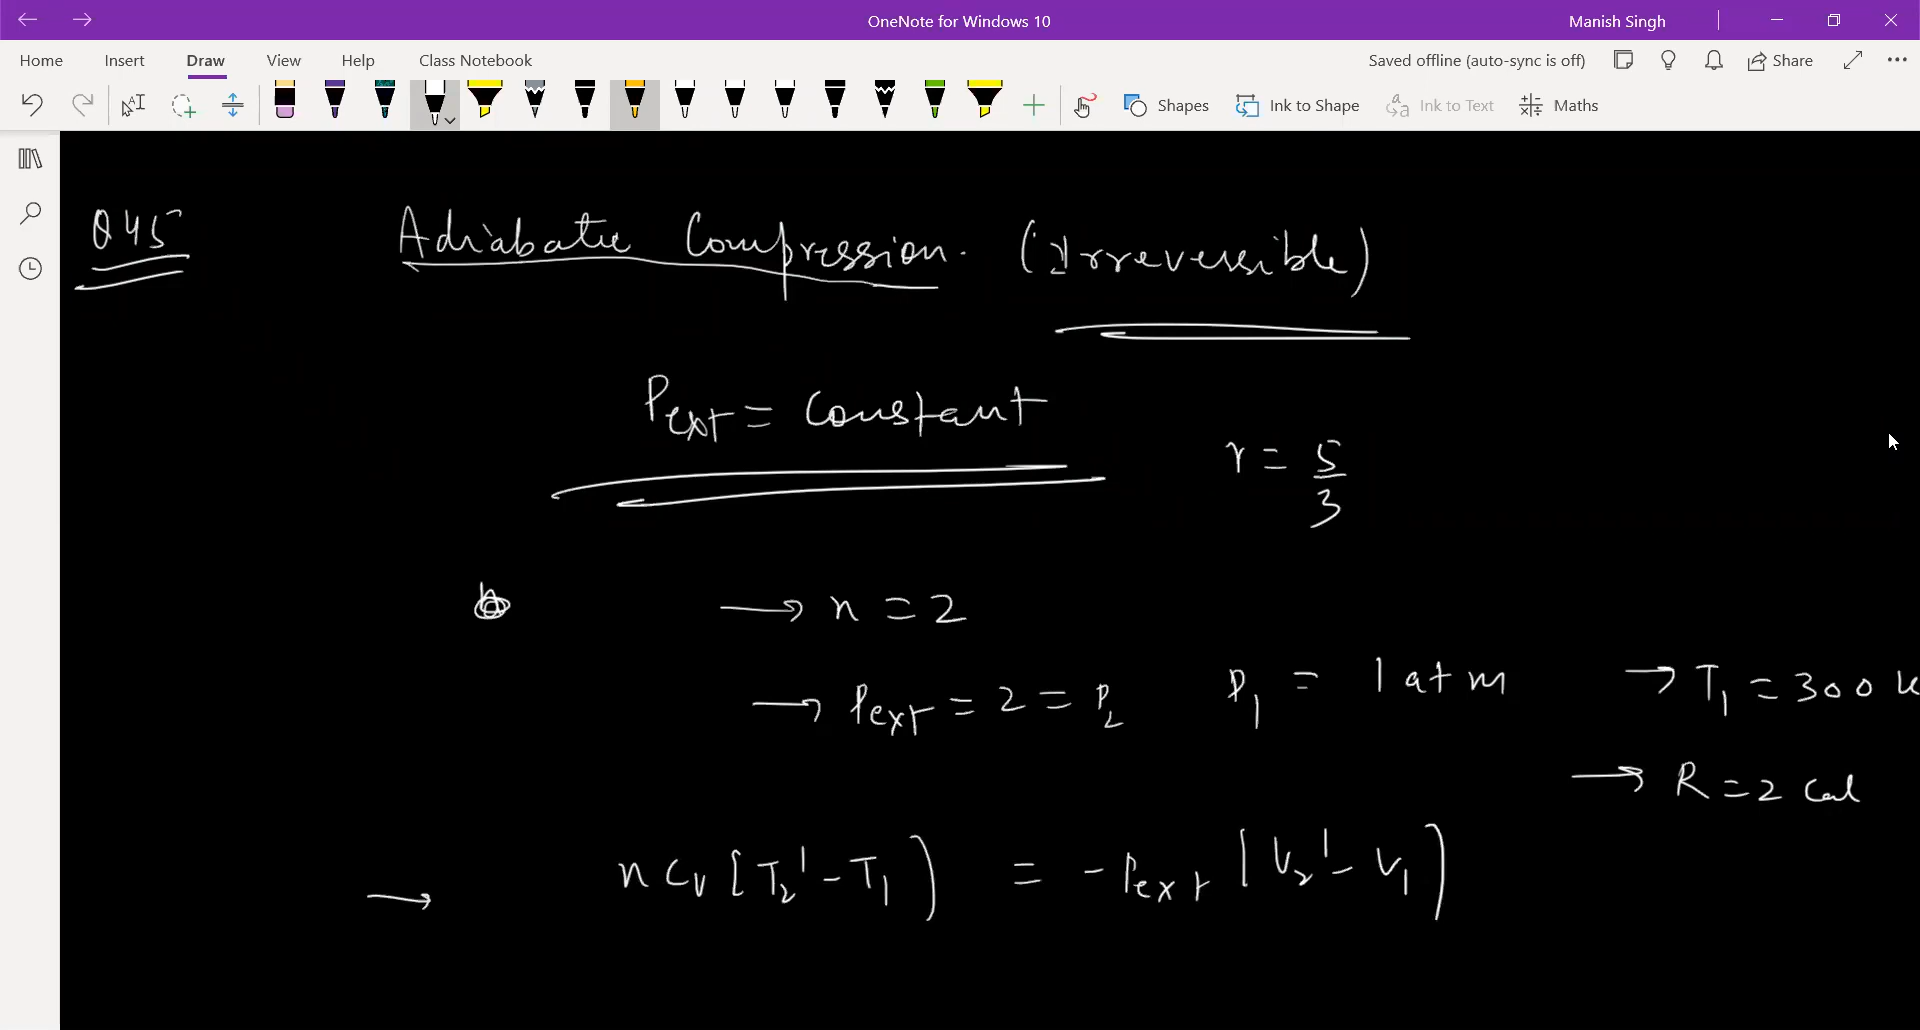 OneNote for Windows 10
Manish Singh
Home Insert Draw View Help Class Notebook
Saved offline (auto-sync is off) Share
Shapes Ink to Shape Ink to Text Maths
Q45 Adiabatic Compression. (Irreversible)
Pext = constant
γ = 5/3
→ n = 2
→ Pext = 2 = P2 P1 = 1 atm → T1 = 300 K
→ R = 2 Cal
→ n Cv [T2' - T1) = - Pext [V2' - V1]